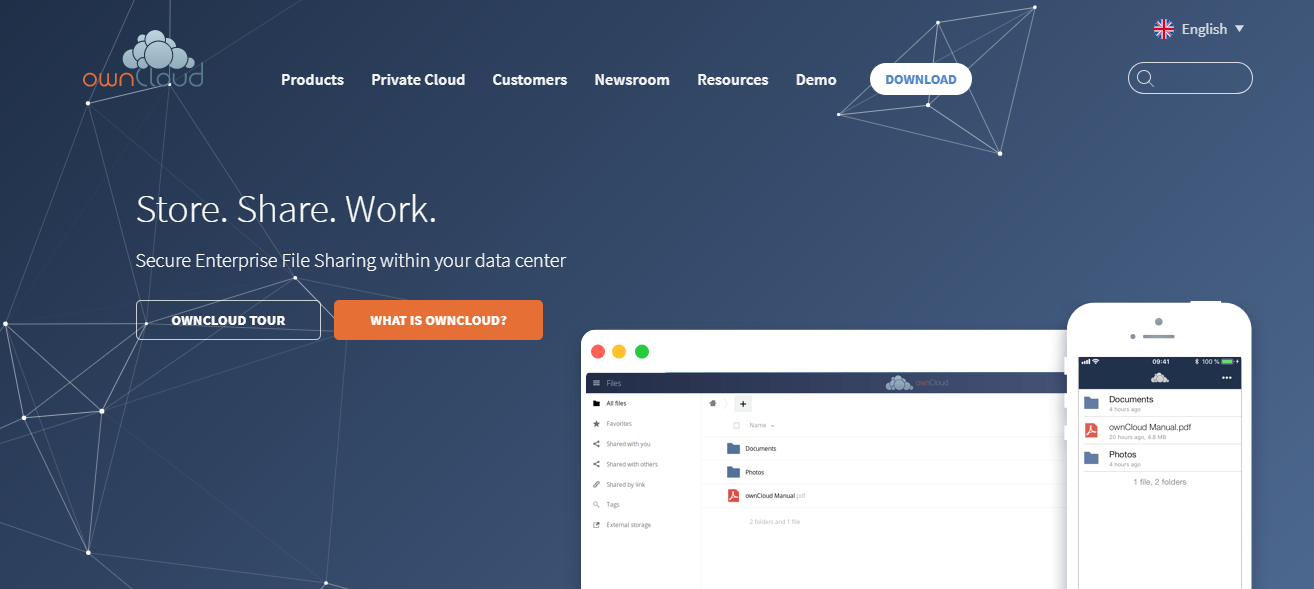 English
ownCloud
Products Private Cloud Customers Newsroom Resources Demo DOWNLOAD
Store. Share. Work.
Secure Enterprise File Sharing within your data center
OWNCLOUD TOUR WHAT IS OWNCLOUD?
Files ownCloud
All files
Favorites
Shared with you
Shared with others
Shared by link
Tags
External storage
+
Name
Documents
Photos
ownCloud Manual.pdf
2 folders and 1 file
09:41 100 %
Documents
4 hours ago
ownCloud Manual.pdf
20 hours ago, 4.8 MB
Photos
4 hours ago
1 file, 2 folders